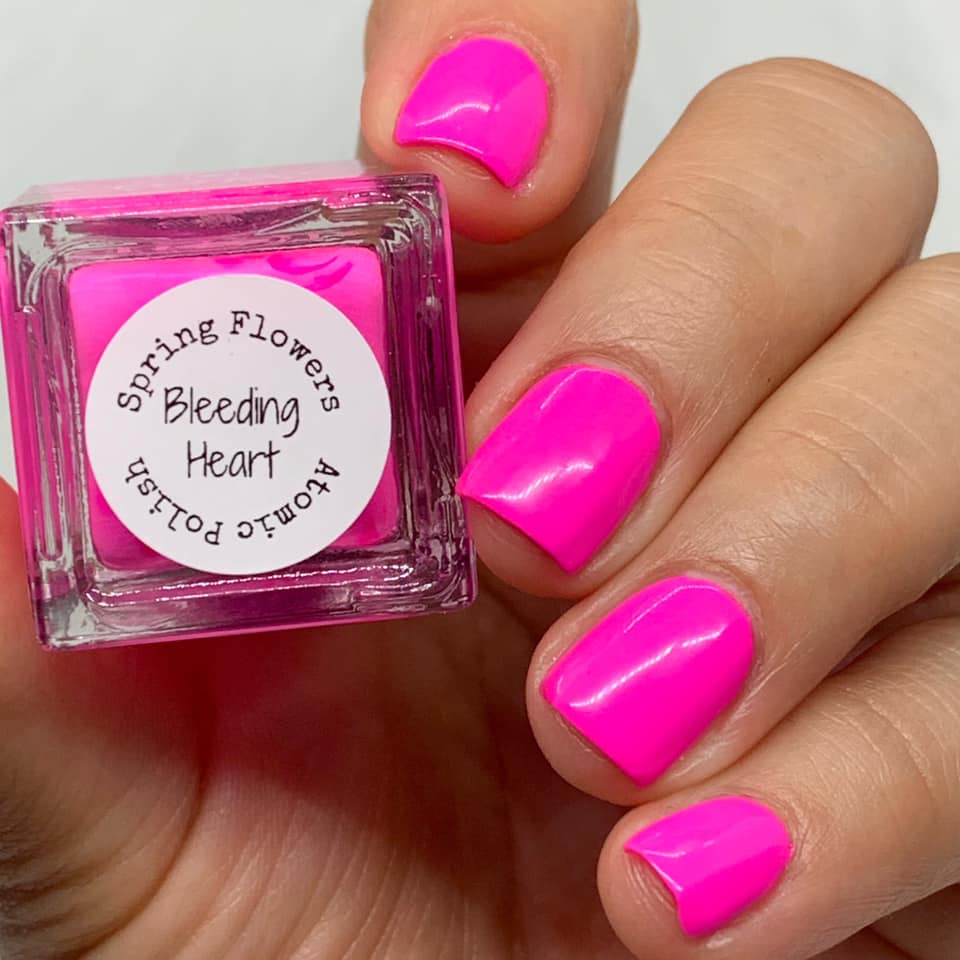 Spring Flowers
Bleeding
Heart
Atomic Polish